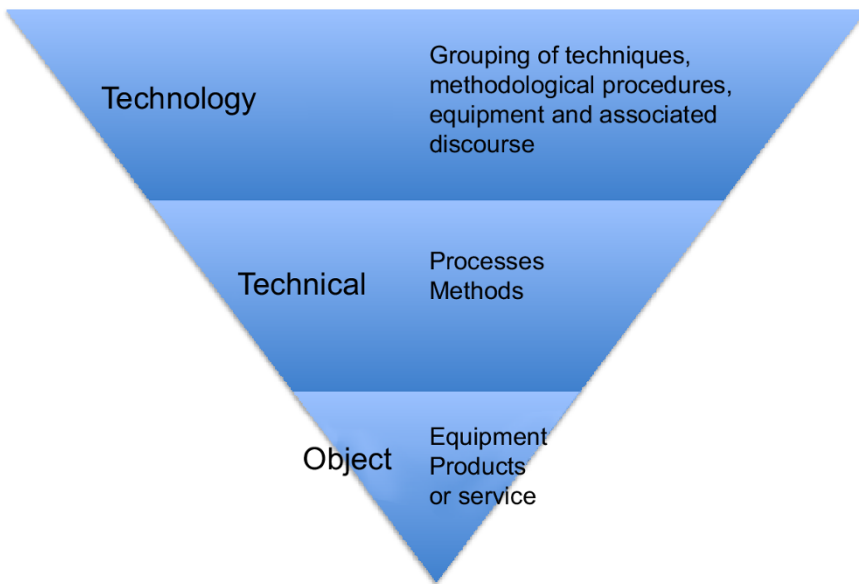 Technology
Grouping of techniques,
methodological procedures,
equipment and associated
discourse
Technical
Processes
Methods
Object
Equipment
Products
or service